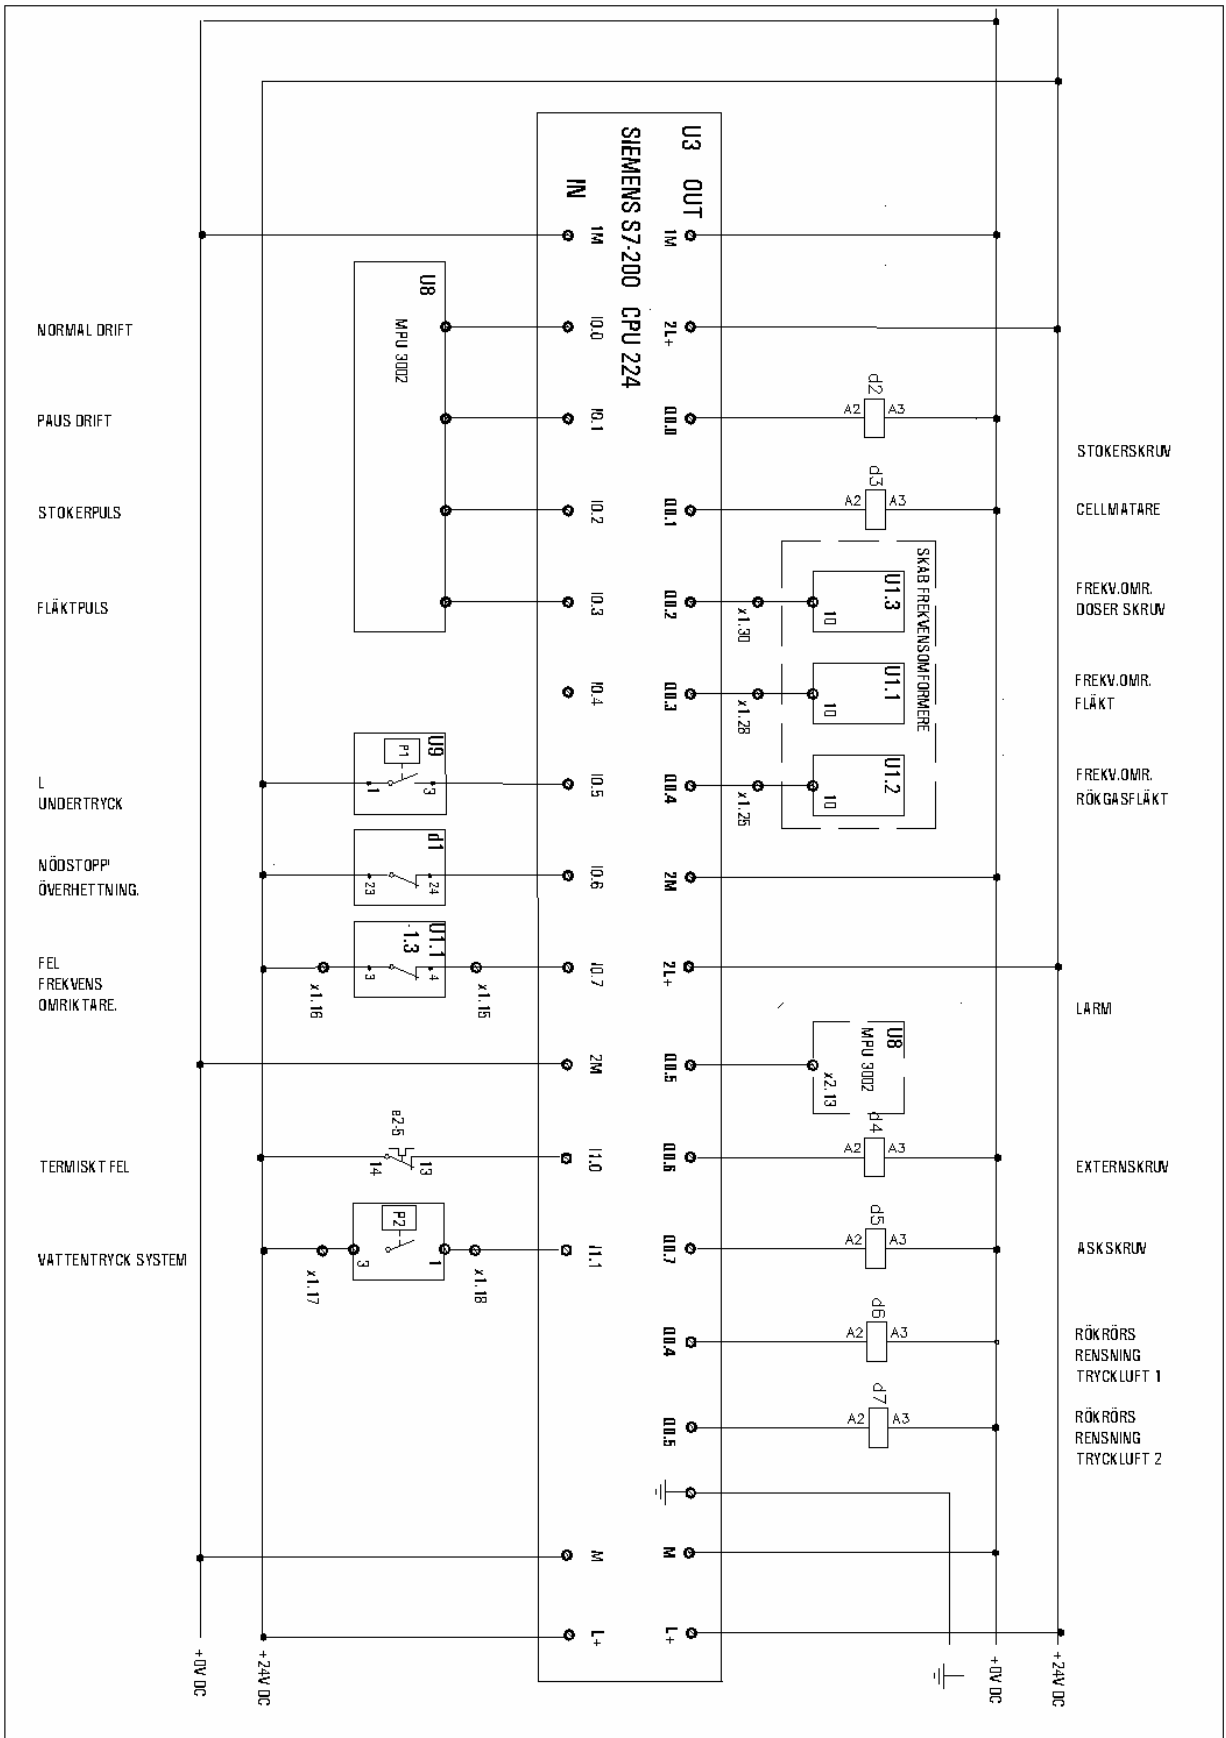 U3 OUT
SIEMENS S7-200 CPU 224
IN
1M
1M
U8
MPU 3002
NORMAL DRIFT
I0.0
2L+
d2
A2
A3
PAUS DRIFT
I0.1
Q0.0
STOKERSKRUV
d3
A2
A3
STOKERPULS
I0.2
Q0.1
CELLMATARE
SKAB FREKVENSOMFORMERE
FLÄKTPULS
I0.3
Q0.2
x1.30
U1.3
10
FREKV.OMR.
DOSER SKRUV
I0.4
Q0.3
x1.28
U1.1
10
FREKV.OMR.
FLÄKT
L
UNDERTRYCK
U9
P1
1
3
I0.5
Q0.4
x1.25
U1.2
10
FREKV.OMR.
RÖKGASFLÄKT
NÖDSTOPP'
ÖVERHETTNING.
d1
23
24
I0.6
2M
FEL
FREKVENS
OMRIKTARE.
x1.16
U1.1
-1.3
3
4
x1.15
I0.7
2L+
LARM
2M
Q0.5
U8
MPU 3002
x2.13
TERMISKT FEL
e2-5
14
13
I1.0
Q0.6
d4
A2
A3
EXTERNSKRUV
VATTENTRYCK SYSTEM
x1.17
P2
3
1
x1.18
I1.1
Q0.7
d5
A2
A3
ASKSKRUV
Q0.4
d6
A2
A3
RÖKRÖRS
RENSNING
TRYCKLUFT 1
Q0.5
d7
A2
A3
RÖKRÖRS
RENSNING
TRYCKLUFT 2
M
M
L+
L+
+0V DC
+24V DC
+0V DC
+24V DC